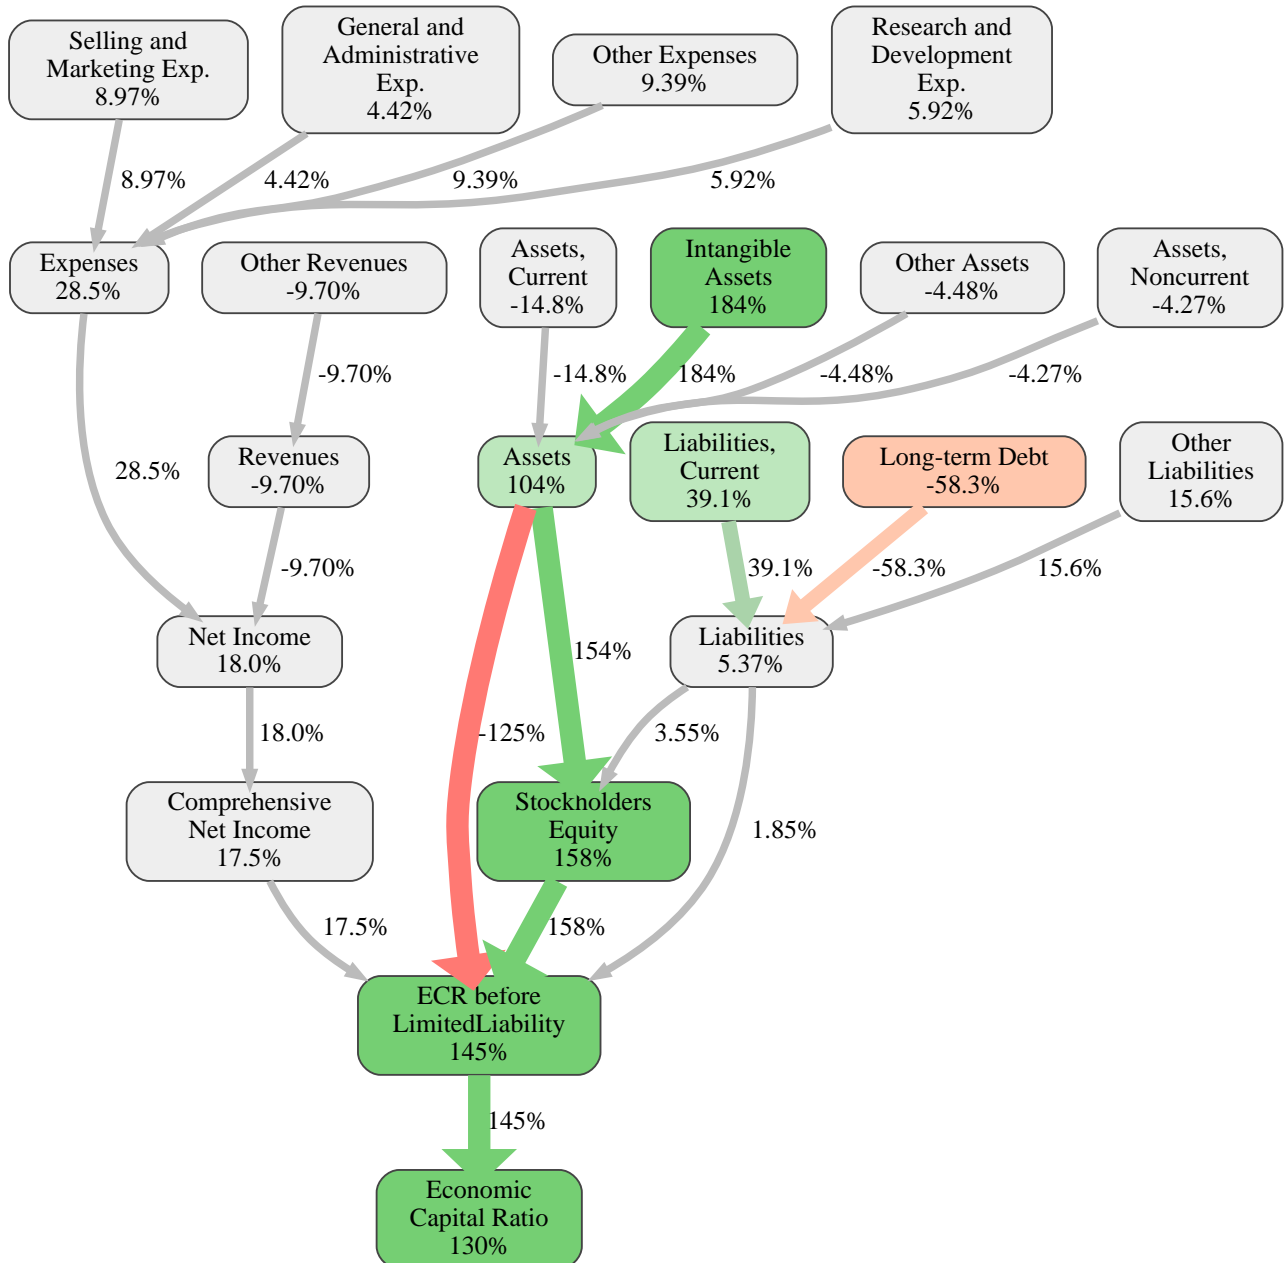 Selling and
Marketing Exp.
8.97%
General and
Administrative
Exp.
4.42%
Other Expenses
9.39%
Research and
Development
Exp.
5.92%
8.97%
4.42%
9.39%
5.92%
Expenses
28.5%
Other Revenues
-9.70%
Assets,
Current
-14.8%
Intangible
Assets
184%
Other Assets
-4.48%
Assets,
Noncurrent
-4.27%
-9.70%
-14.8%
184%
-4.48%
-4.27%
28.5%
Revenues
-9.70%
Assets
104%
Liabilities,
Current
39.1%
Long-term Debt
-58.3%
Other
Liabilities
15.6%
-9.70%
39.1%
-58.3%
15.6%
Net Income
18.0%
154%
Liabilities
5.37%
18.0%
-125%
3.55%
Comprehensive
Net Income
17.5%
Stockholders
Equity
158%
1.85%
17.5%
158%
ECR before
LimitedLiability
145%
145%
Economic
Capital Ratio
130%